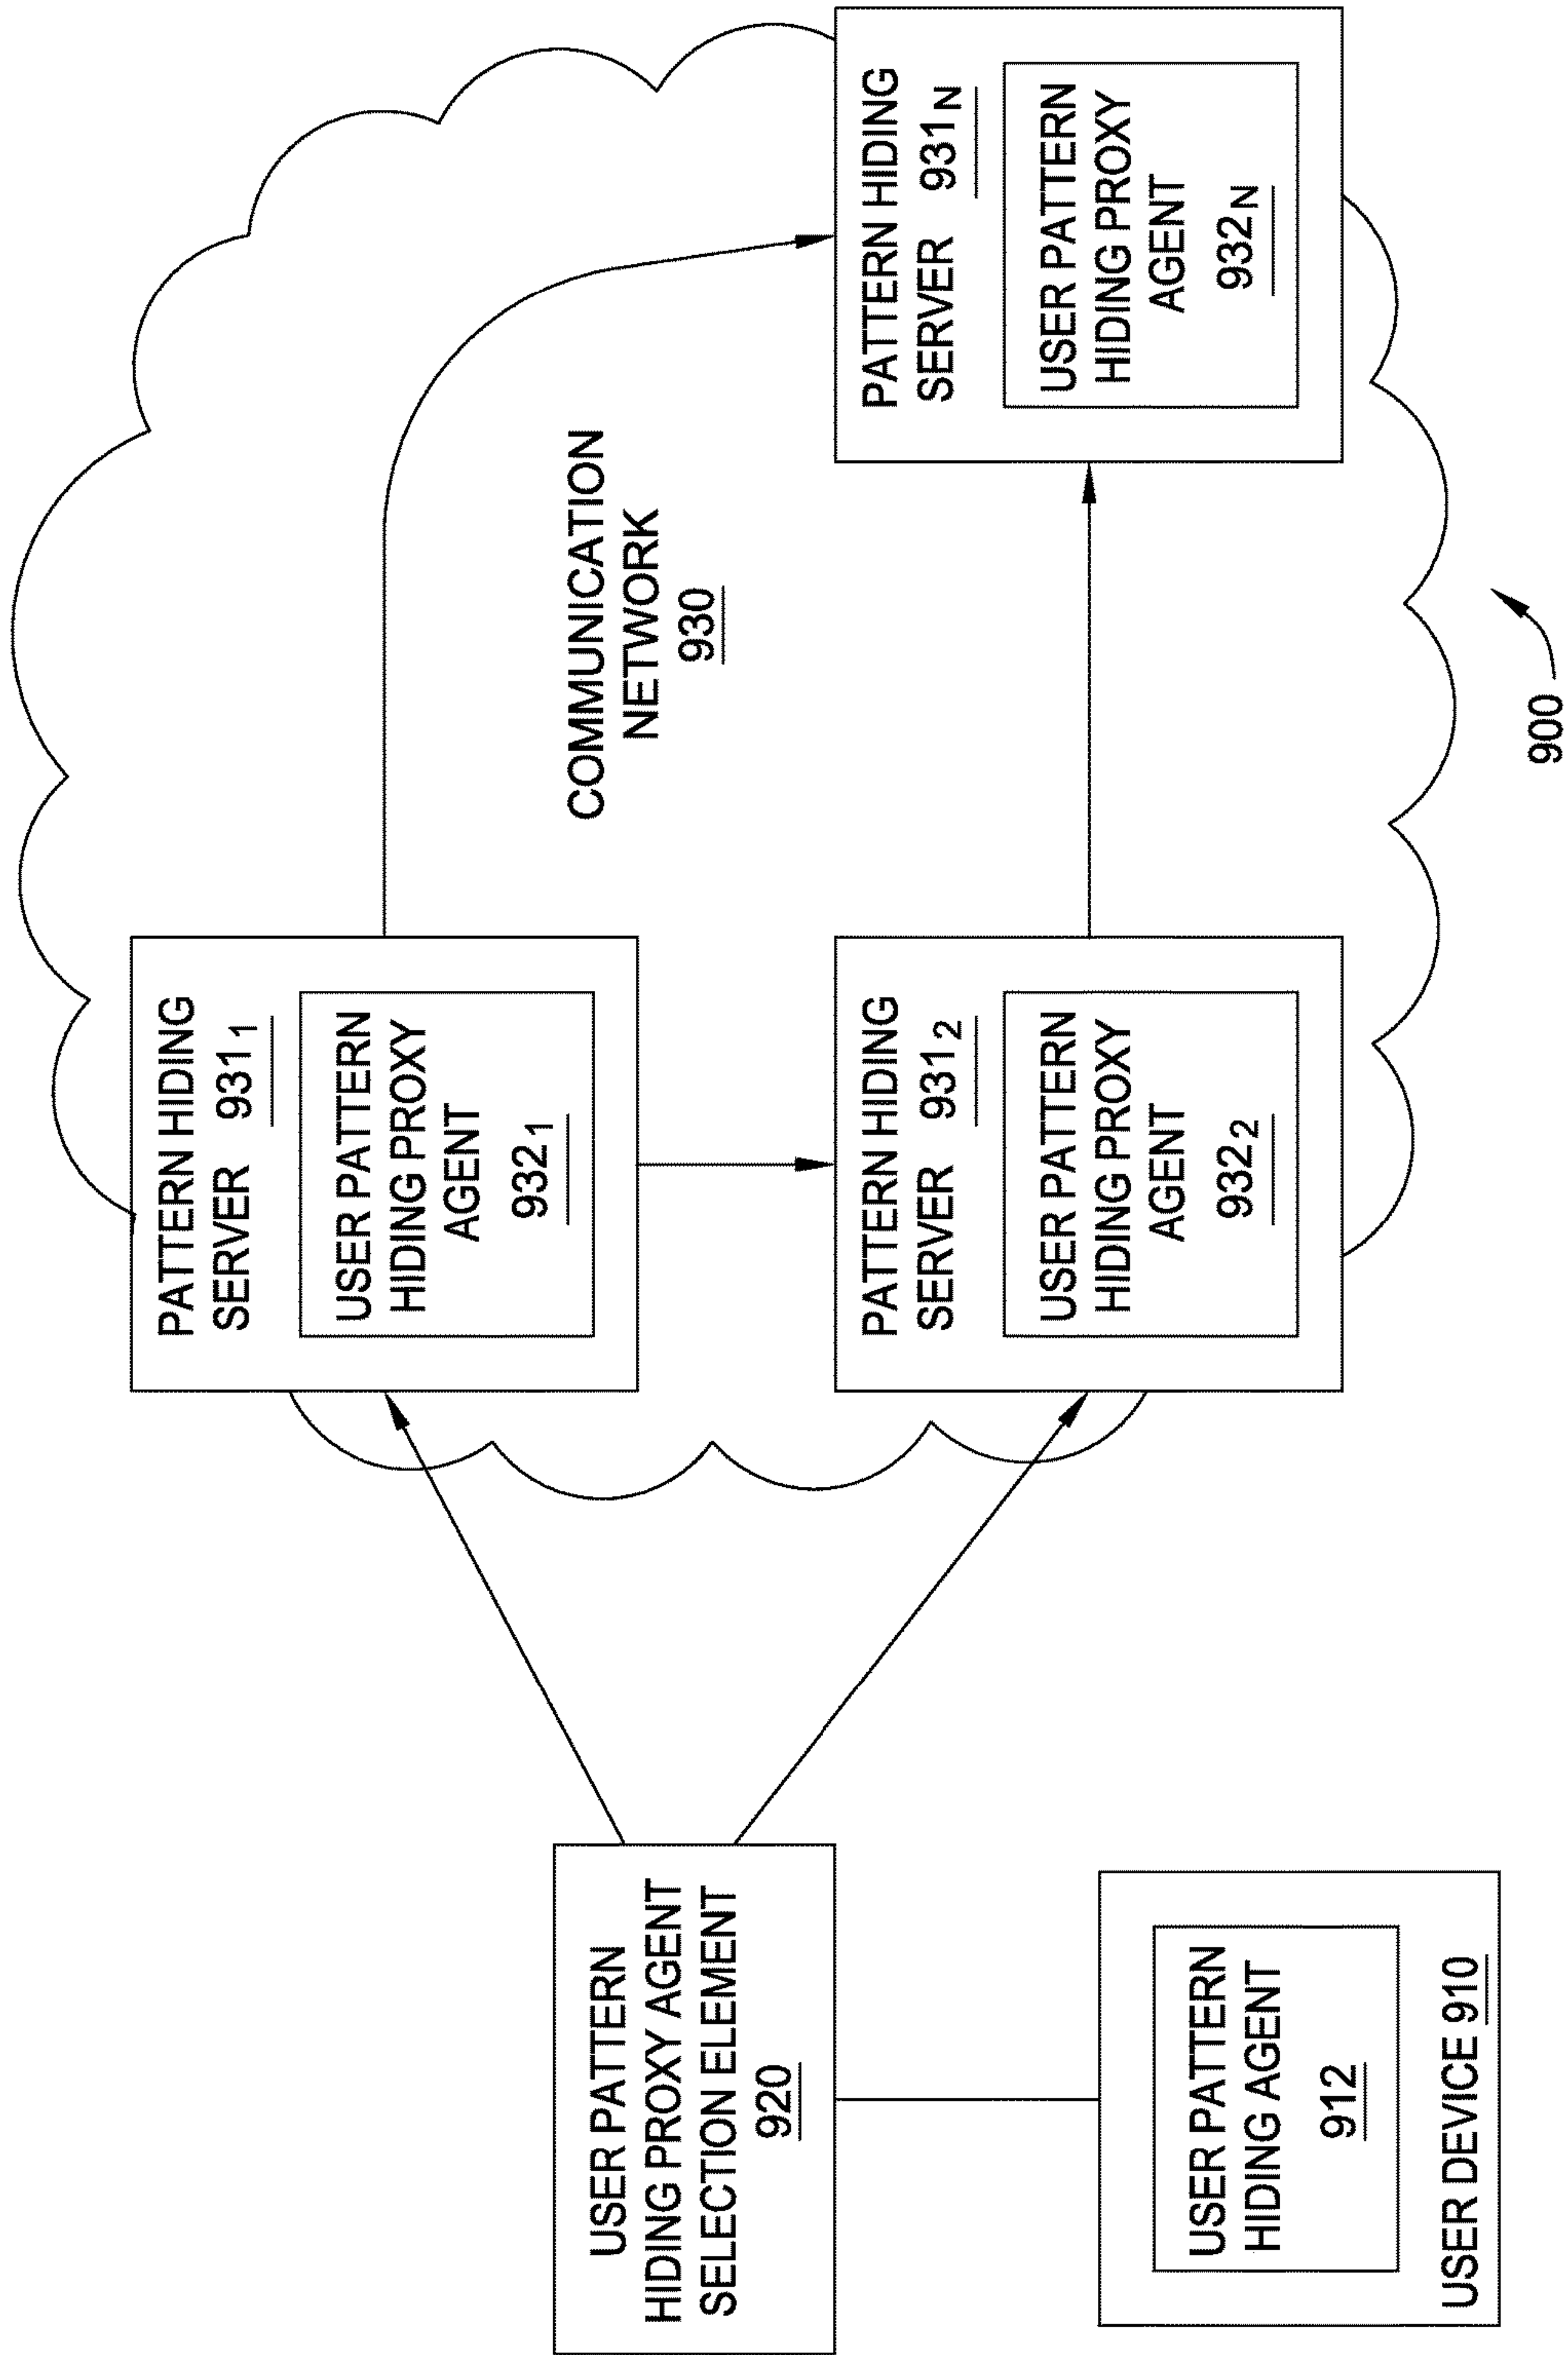 USER PATTERN
HIDING PROXY AGENT
SELECTION ELEMENT
920
USER PATTERN
HIDING AGENT
912
USER DEVICE 910
PATTERN HIDING
SERVER 931₁
USER PATTERN
HIDING PROXY
AGENT
932₁
PATTERN HIDING
SERVER 931₂
USER PATTERN
HIDING PROXY
AGENT
932₂
COMMUNICATION
NETWORK
930
PATTERN HIDING
SERVER 931N
USER PATTERN
HIDING PROXY
AGENT
932N
900